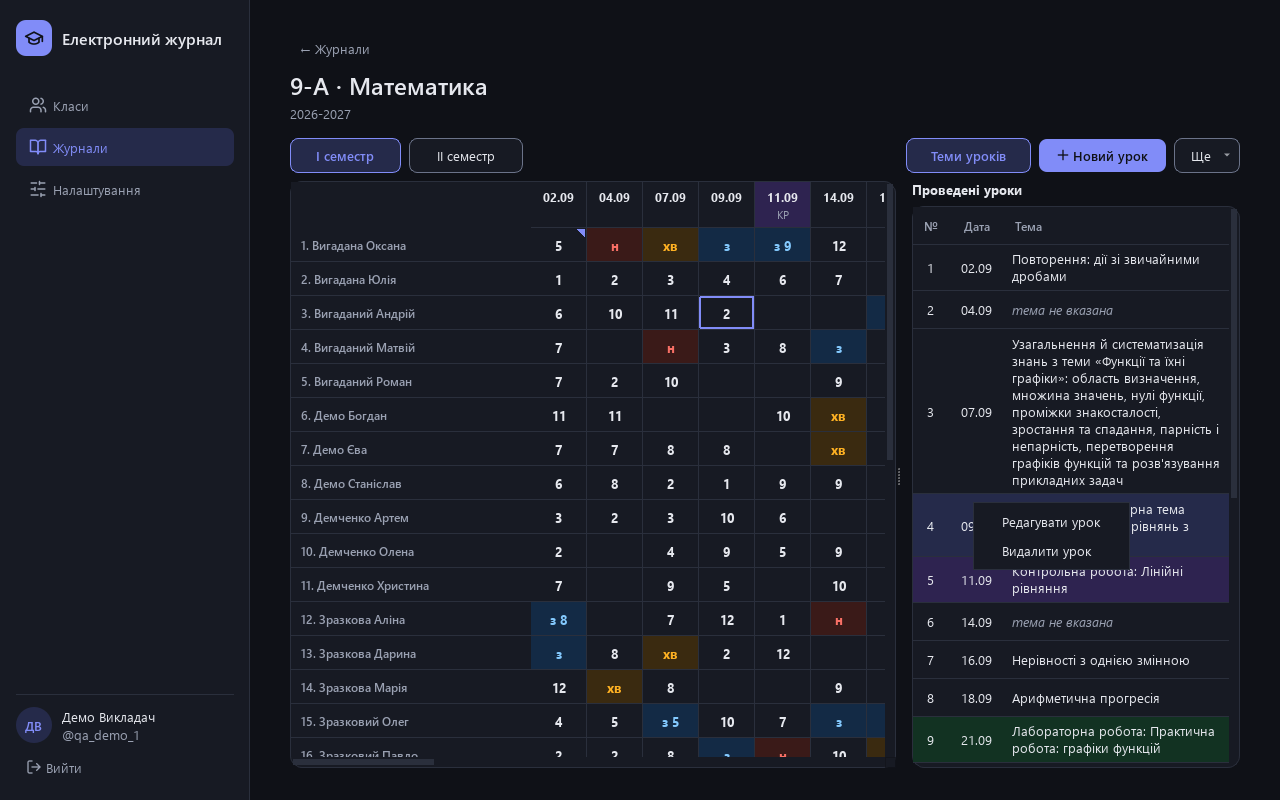 Електронний журнал
Класи
Журнали
Налаштування
ДВ
Демо Викладач
@qa_demo_1
Вийти
← Журнали
9-А · Математика
2026-2027
І семестр
ІІ семестр
Теми уроків
Новий урок
Ще
02.09 04.09 07.09 09.09 11.09 14.09
КР
1. Вигадана Оксана 5 н хв з з 9 12
2. Вигадана Юлія 1 2 3 4 6 7
3. Вигаданий Андрій 6 10 11 2
4. Вигаданий Матвій 7 н 3 8 з
5. Вигаданий Роман 7 2 10 9
6. Демо Богдан 11 11 10 хв
7. Демо Єва 7 7 8 8 хв
8. Демо Станіслав 6 8 2 1 9 9
9. Демченко Артем 3 2 3 10 6
10. Демченко Олена 2 4 9 5 9
11. Демченко Христина 7 9 5 10
12. Зразкова Аліна з 8 7 12 1 н
13. Зразкова Дарина з 8 хв 2 12
14. Зразкова Марія 12 хв 8 9
15. Зразковий Олег 4 5 з 5 10 7 з
16. Зразковий Павло 2 2 8 з н 10
Проведені уроки
№ Дата Тема
1 02.09 Повторення: дії зі звичайними
дробами
2 04.09 тема не вказана
3 07.09 Узагальнення й систематизація
знань з теми «Функції та їхні
графіки»: область визначення,
множина значень, нулі функції,
проміжки знакосталості,
зростання та спадання, парність і
непарність, перетворення
графіків функцій та розв'язування
прикладних задач
4
тема
з
Редагувати урок
Видалити урок
5 11.09 Контрольна робота: Лінійні
рівняння
6 14.09 тема не вказана
7 16.09 Нерівності з однією змінною
8 18.09 Арифметична прогресія
9 21.09 Лабораторна робота: Практична
робота: графіки функцій